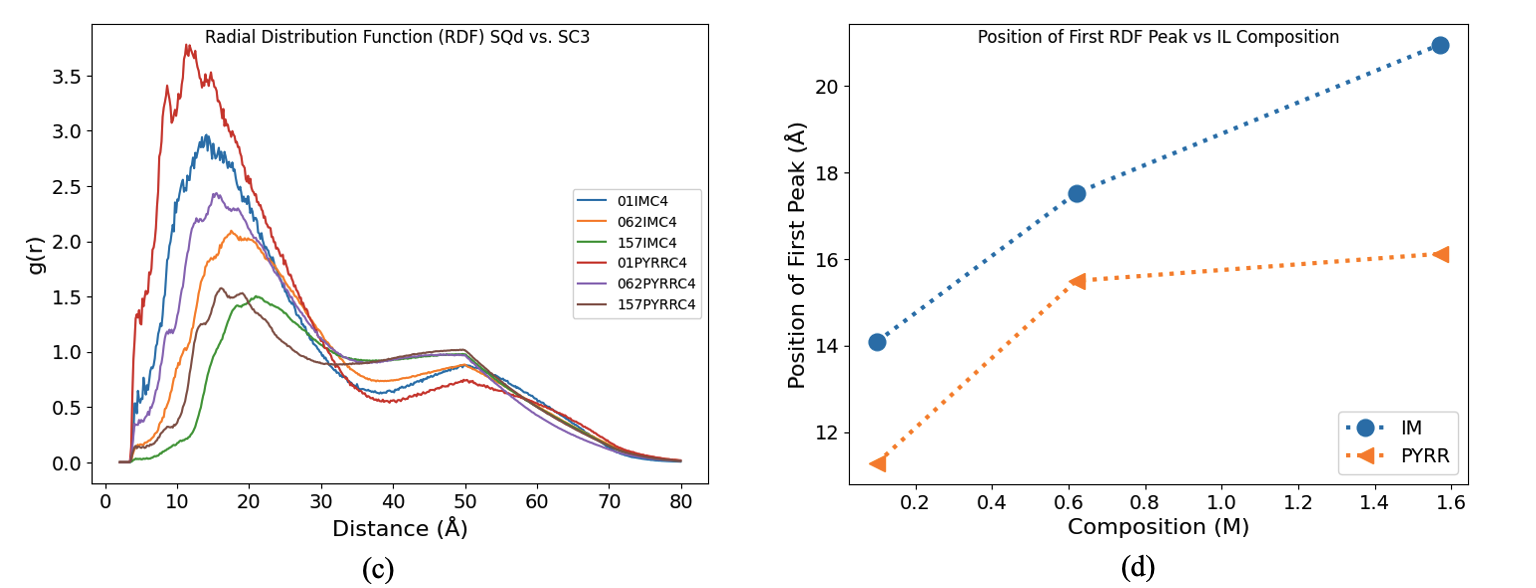 Radial Distribution Function (RDF) SQd vs. SC3
g(r)
3.5
3.0
2.5
2.0
1.5
1.0
0.5
0.0
01IMC4
062IMC4
157IMC4
01PYRRC4
062PYRRC4
157PYRRC4
0 10 20 30 40 50 60 70 80
Distance (Å)
(c)
Position of First RDF Peak vs IL Composition
Position of First Peak (Å)
20
18
16
14
12
IM
PYRR
0.2 0.4 0.6 0.8 1.0 1.2 1.4 1.6
Composition (M)
(d)